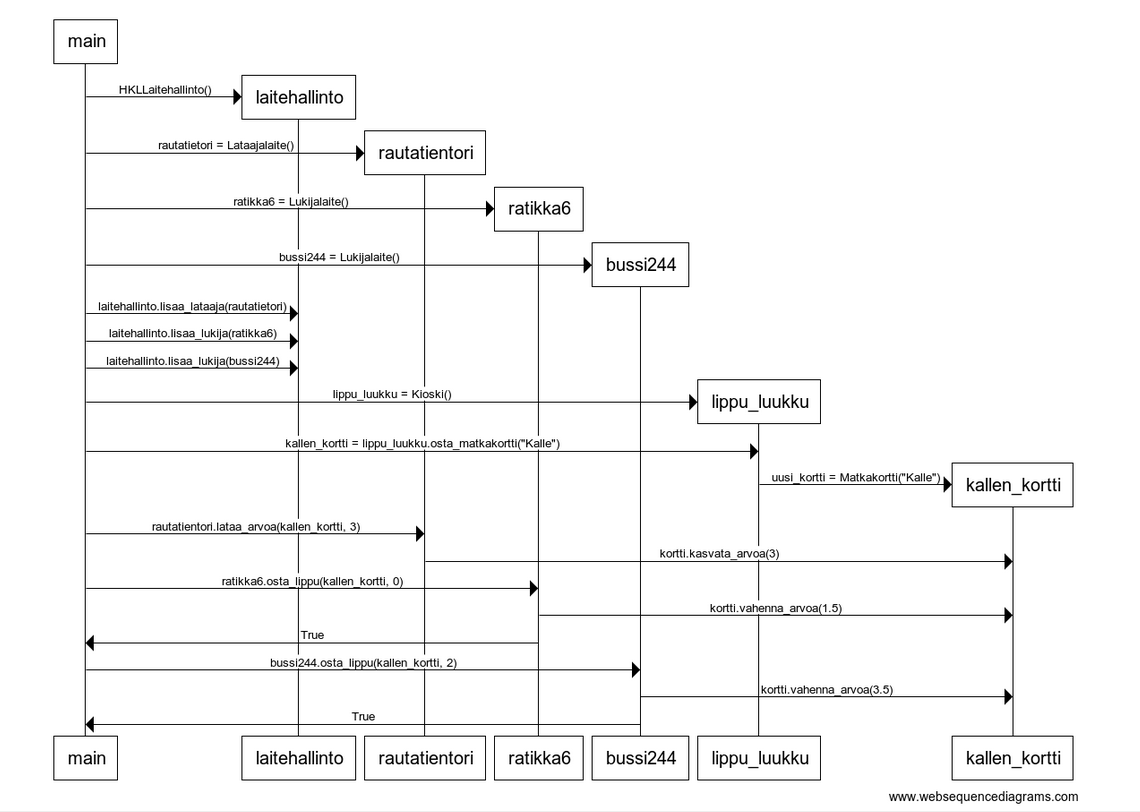 main
HKLLaitehallinto()
laitehallinto
rautatietori = Lataajalaite()
rautatientori
ratikka6 = Lukijalaite()
ratikka6
bussi244 = Lukijalaite()
bussi244
laitehallinto.lisaa_lataaja(rautatietori)
laitehallinto.lisaa_lukija(ratikka6)
laitehallinto.lisaa_lukija(bussi244)
lippu_luukku = Kioski()
lippu_luukku
kallen_kortti = lippu_luukku.osta_matkakortti("Kalle")
uusi_kortti = Matkakortti("Kalle")
kallen_kortti
rautatientori.lataa_arvoa(kallen_kortti, 3)
kortti.kasvata_arvoa(3)
ratikka6.osta_lippu(kallen_kortti, 0)
kortti.vahenna_arvoa(1.5)
True
bussi244.osta_lippu(kallen_kortti, 2)
kortti.vahenna_arvoa(3.5)
True
main laitehallinto rautatientori ratikka6 bussi244 lippu_luukku kallen_kortti
www.websequencediagrams.com